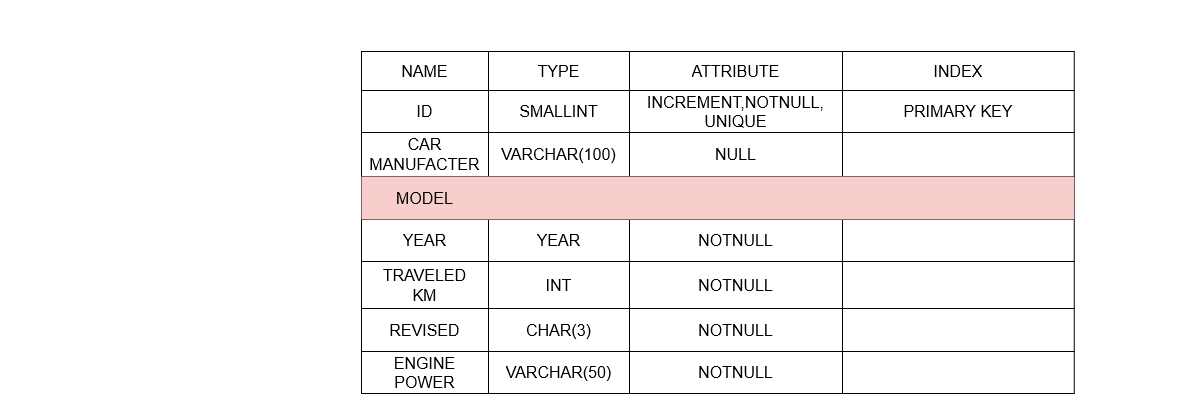 NAME TYPE ATTRIBUTE INDEX
ID SMALLINT INCREMENT,NOTNULL, UNIQUE PRIMARY KEY
CAR MANUFACTER VARCHAR(100) NULL
MODEL
YEAR YEAR NOTNULL
TRAVELED KM INT NOTNULL
REVISED CHAR(3) NOTNULL
ENGINE POWER VARCHAR(50) NOTNULL